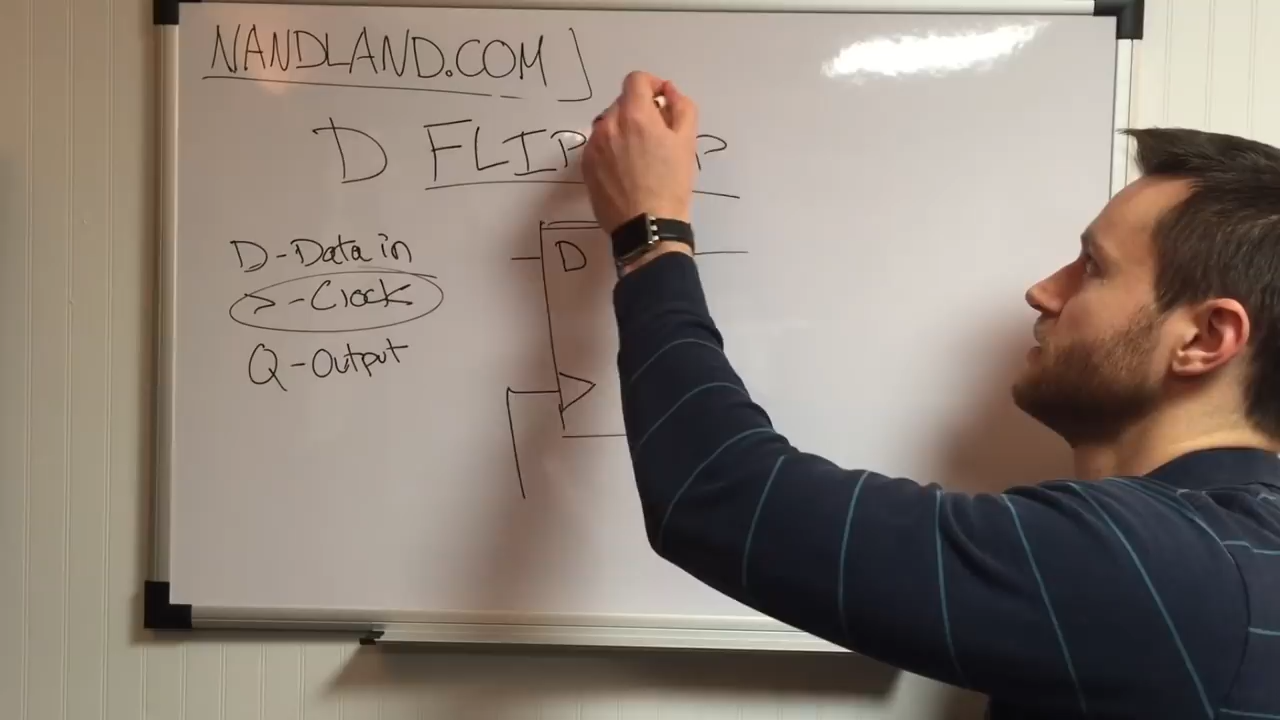 NANDLAND.COM
D FLIP
D-Data in
>-Clock
Q-Output
D